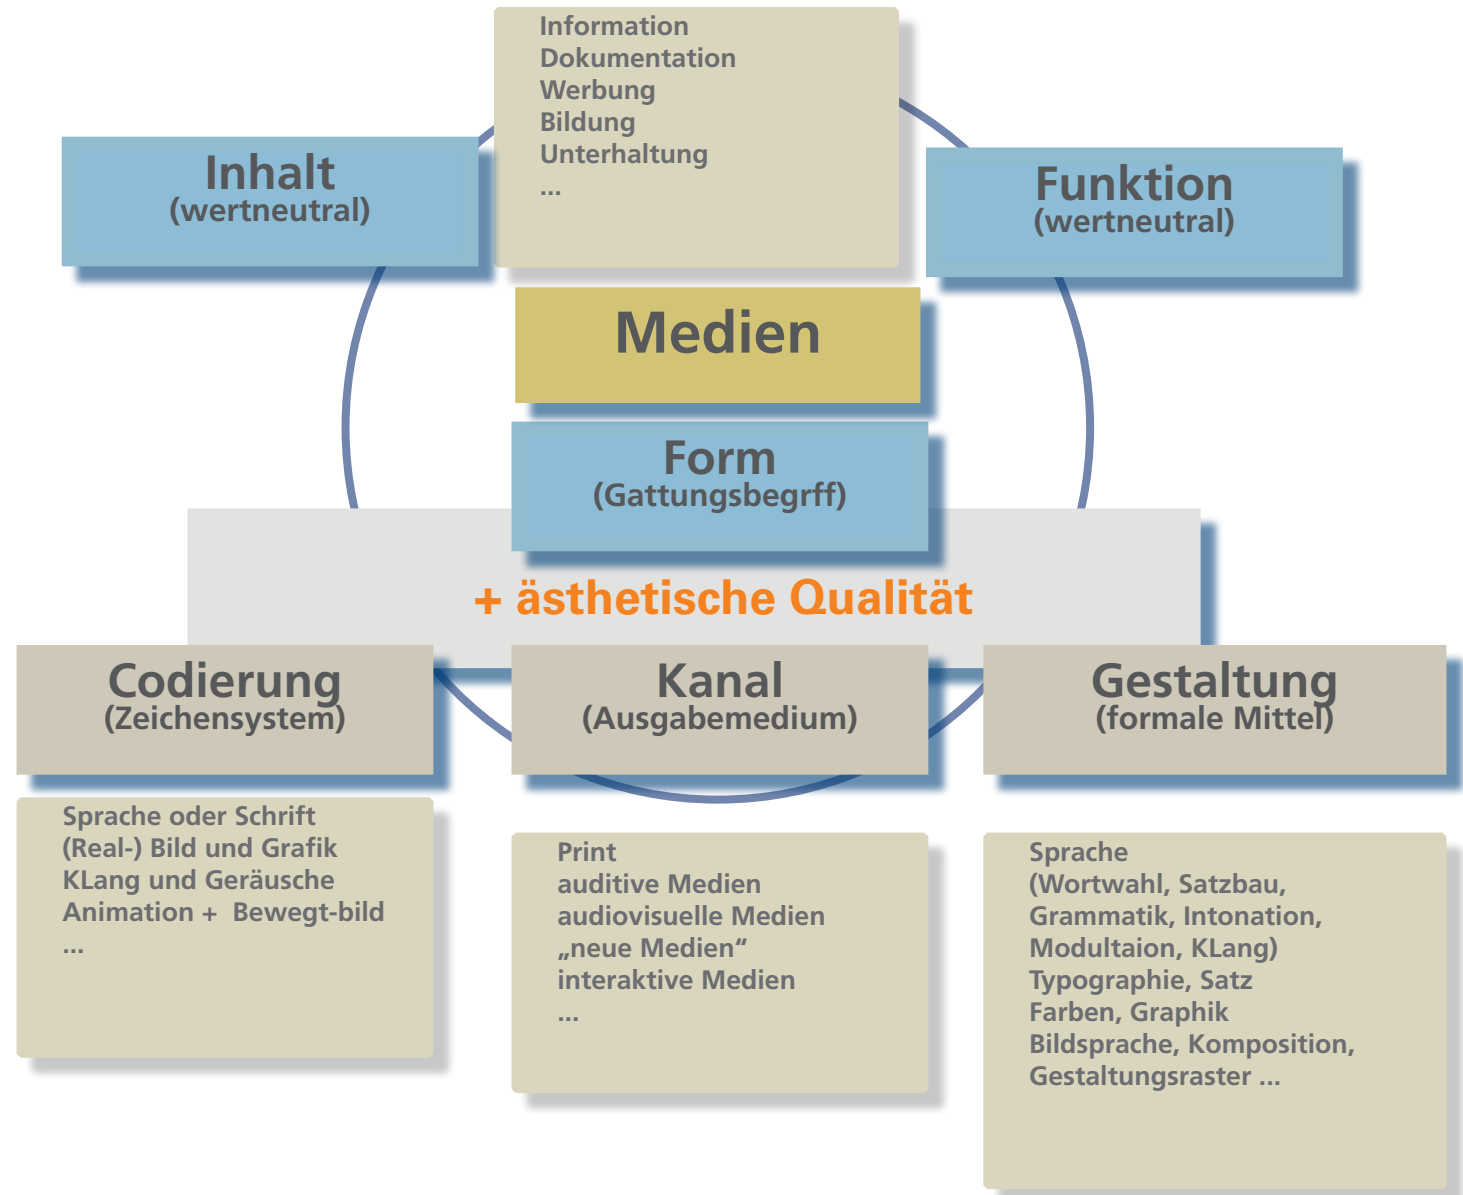 Information
Dokumentation
Werbung
Bildung
Unterhaltung
...
Inhalt
(wertneutral)
Funktion
(wertneutral)
Medien
Form
(Gattungsbegrff)
+ ästhetische Qualität
Codierung
(Zeichensystem)
Kanal
(Ausgabemedium)
Gestaltung
(formale Mittel)
Sprache oder Schrift
(Real-) Bild und Grafik
KLang und Geräusche
Animation + Bewegt-bild
...
Print
auditive Medien
audiovisuelle Medien
„neue Medien“
interaktive Medien
...
Sprache
(Wortwahl, Satzbau,
Grammatik, Intonation,
Modultaion, KLang)
Typographie, Satz
Farben, Graphik
Bildsprache, Komposition,
Gestaltungsraster ...